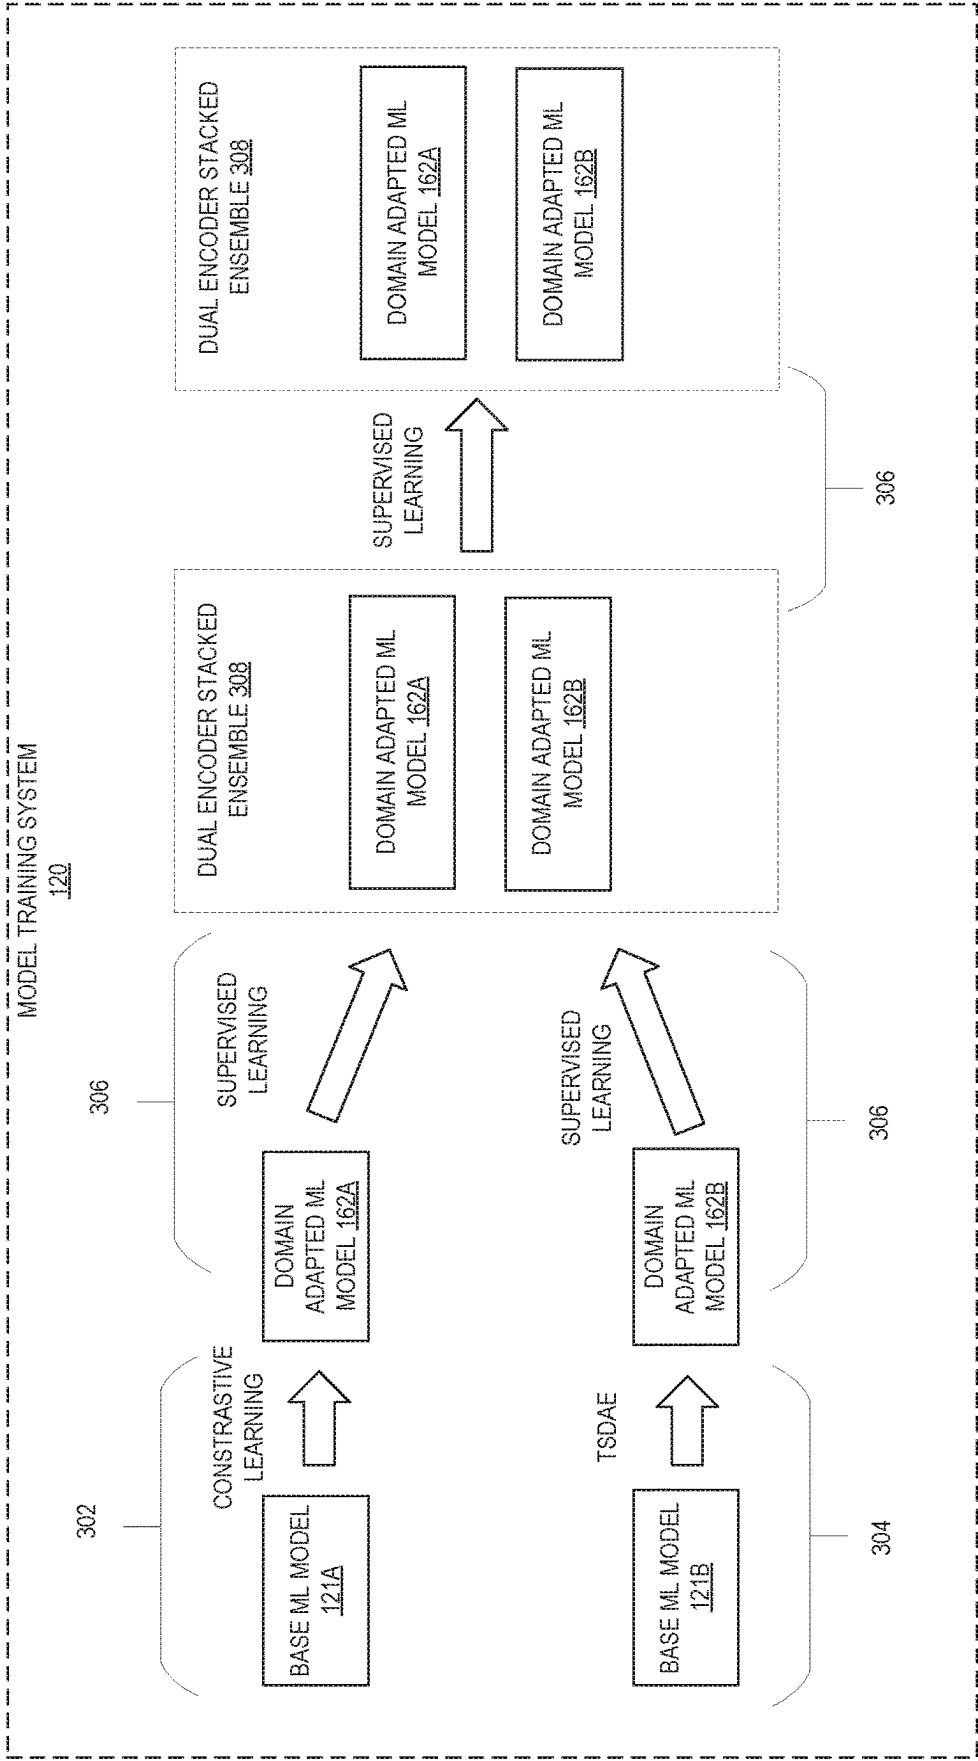 MODEL TRAINING SYSTEM
120
302
CONSTRASTIVE
LEARNING
BASE ML MODEL
121A
DOMAIN
ADAPTED ML
MODEL 162A
306
SUPERVISED
LEARNING
BASE ML MODEL
121B
TSDAE
304
DOMAIN
ADAPTED ML
MODEL 162B
SUPERVISED
LEARNING
306
DUAL ENCODER STACKED
ENSEMBLE 308
DOMAIN ADAPTED ML
MODEL 162A
DOMAIN ADAPTED ML
MODEL 162B
SUPERVISED
LEARNING
306
DUAL ENCODER STACKED
ENSEMBLE 308
DOMAIN ADAPTED ML
MODEL 162A
DOMAIN ADAPTED ML
MODEL 162B